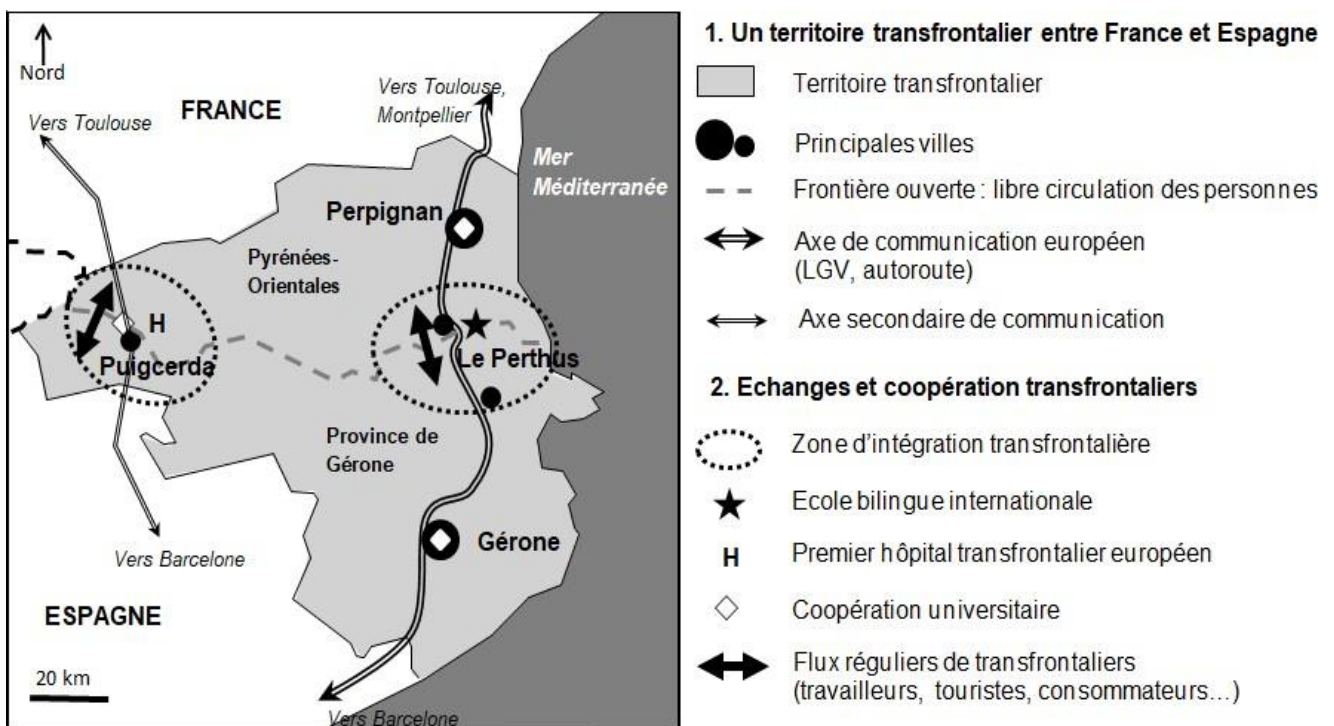 Nord
FRANCE
Vers Toulouse
Vers Toulouse,
Montpellier
Mer
Méditerranée
Perpignan
Pyrénées-
Orientales
H
Puigcerda
Le Perthus
Province de
Gérone
Gérone
Vers Barcelone
ESPAGNE
20 km
Vers Barcelone
1. Un territoire transfrontalier entre France et Espagne
Territoire transfrontalier
Principales villes
Frontière ouverte : libre circulation des personnes
Axe de communication européen
(LGV, autoroute)
Axe secondaire de communication
2. Echanges et coopération transfrontaliers
Zone d'intégration transfrontalière
Ecole bilingue internationale
H Premier hôpital transfrontalier européen
Coopération universitaire
Flux réguliers de transfrontaliers
(travailleurs, touristes, consommateurs...)